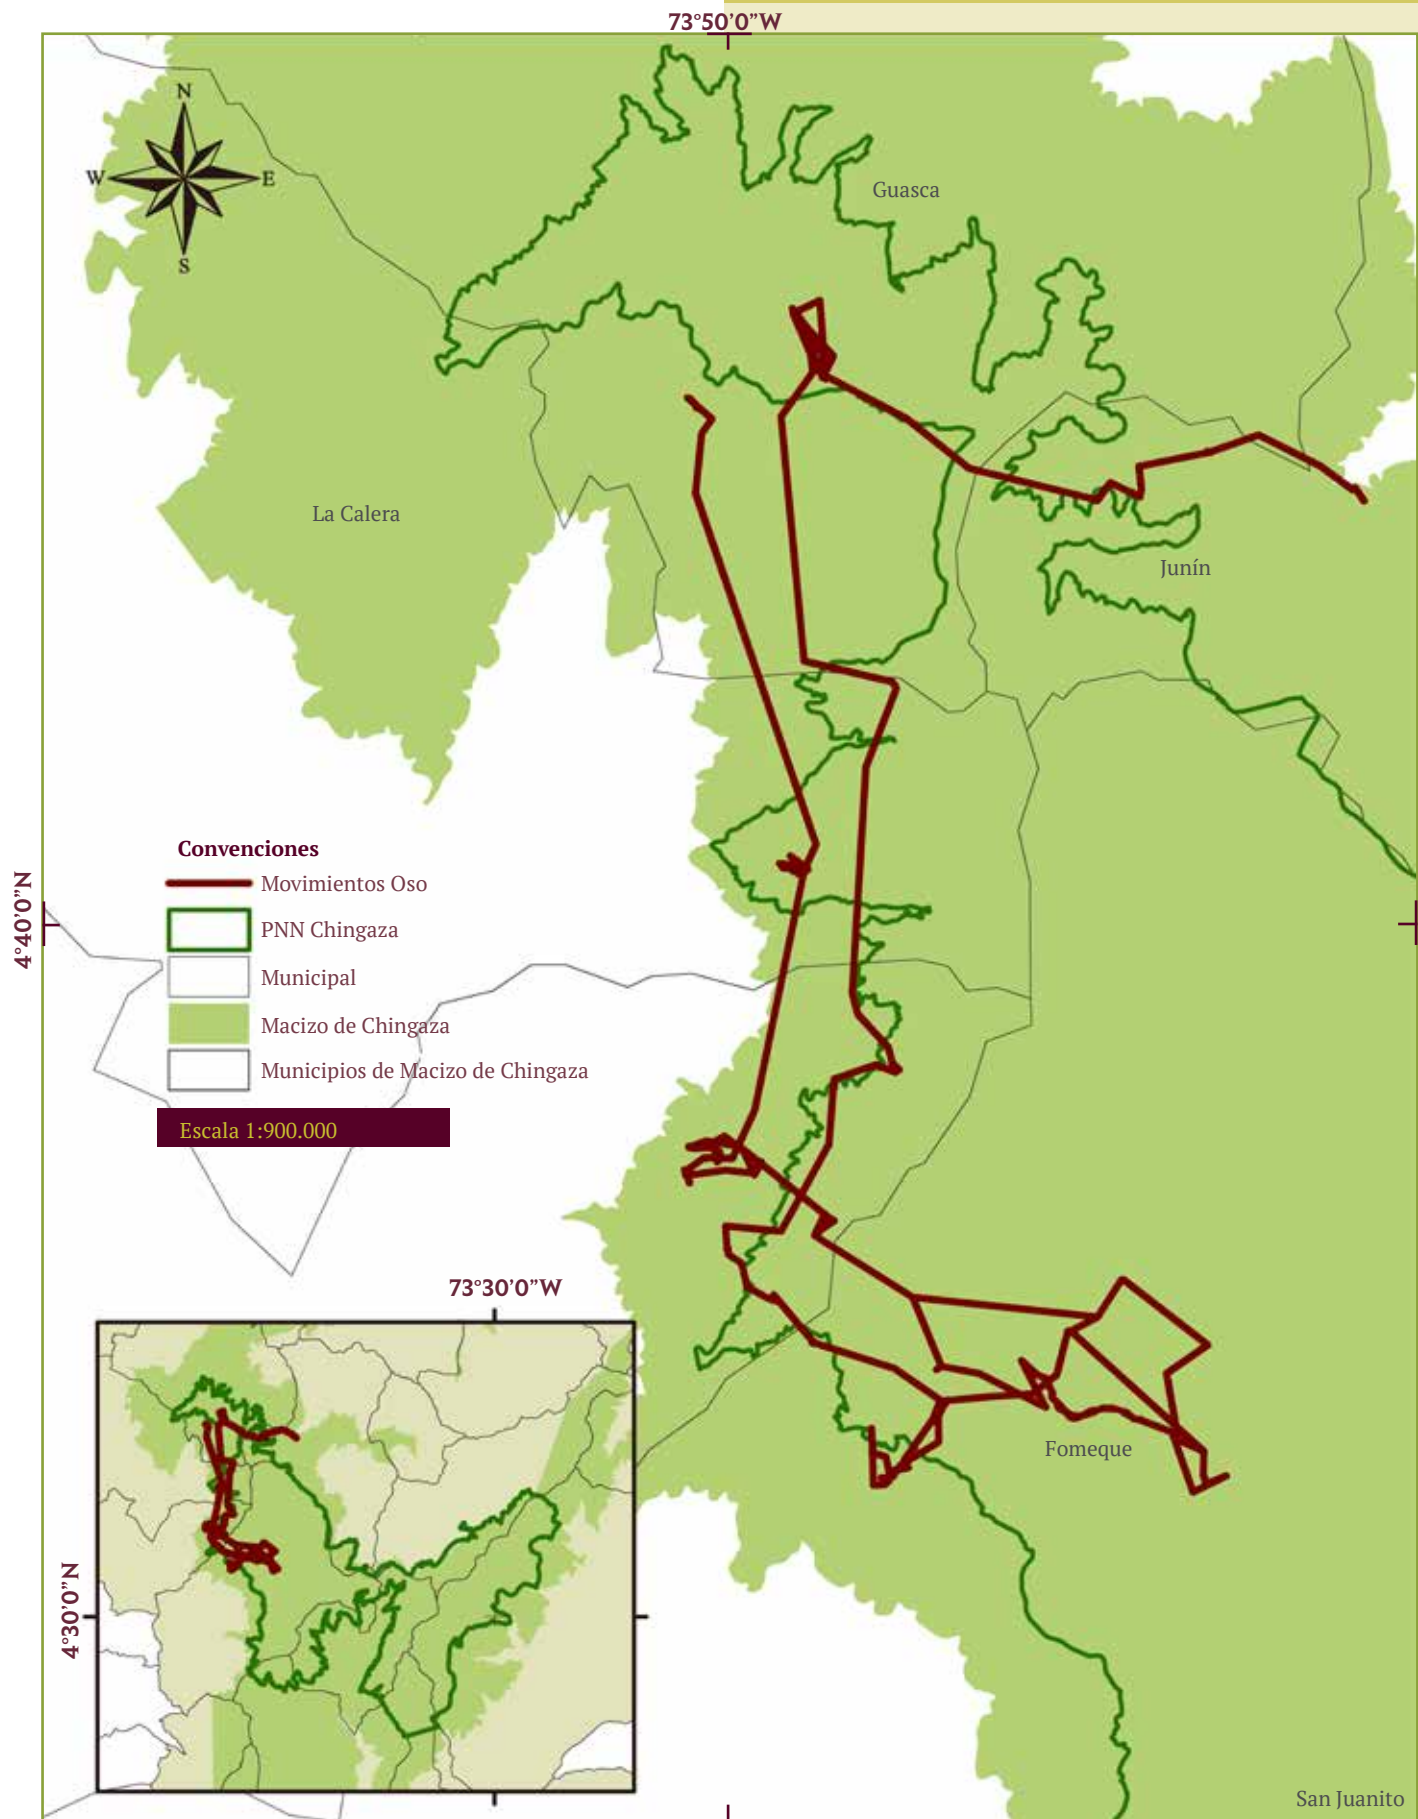 73°50'0"W
N
W
E
S
Guasca
La Calera
Junín
Convenciones
Movimientos Oso
4°40'0"N
PNN Chingaza
Municipal
Macizo de Chingaza
Municipios de Macizo de Chingaza
Escala 1:900.000
73°30'0"W
Fomeque
4°30'0"N
San Juanito